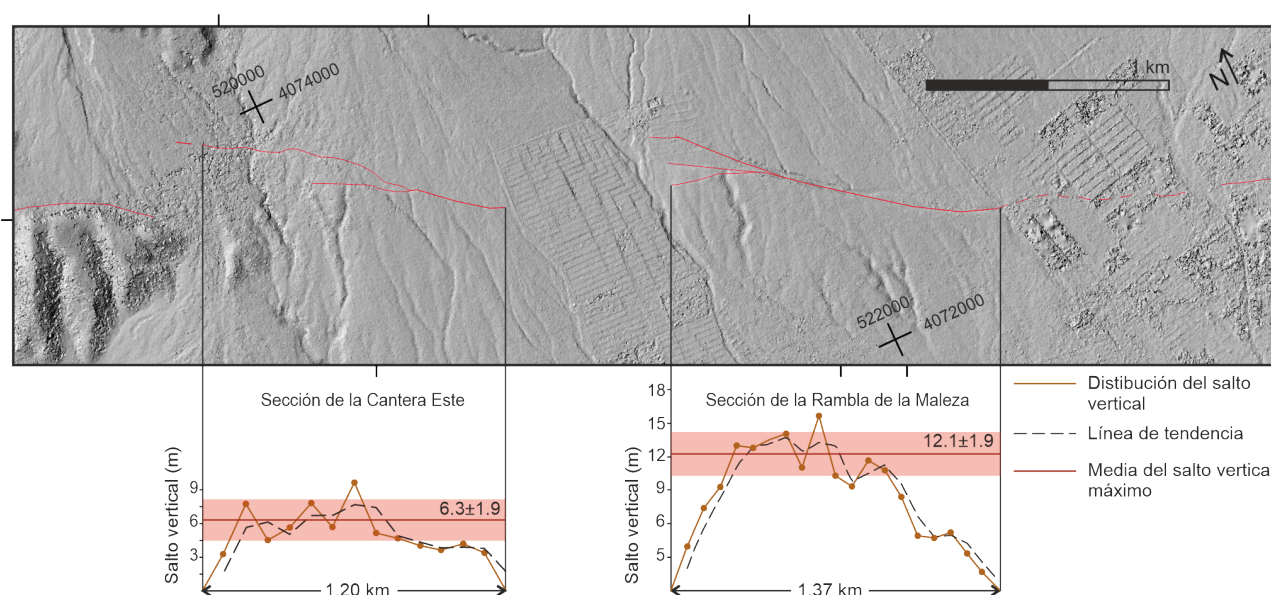 1 km
N
520000
4074000
522000
4072000
Sección de la Cantera Este
Salto vertical (m)
9
6
3
6.3±1.9
1.20 km
Sección de la Rambla de la Maleza
Salto vertical (m)
18
15
12
9
6
5
12.1±1.9
1.37 km
Distibución del salto
vertical
Línea de tendencia
Media del salto vertica
máximo